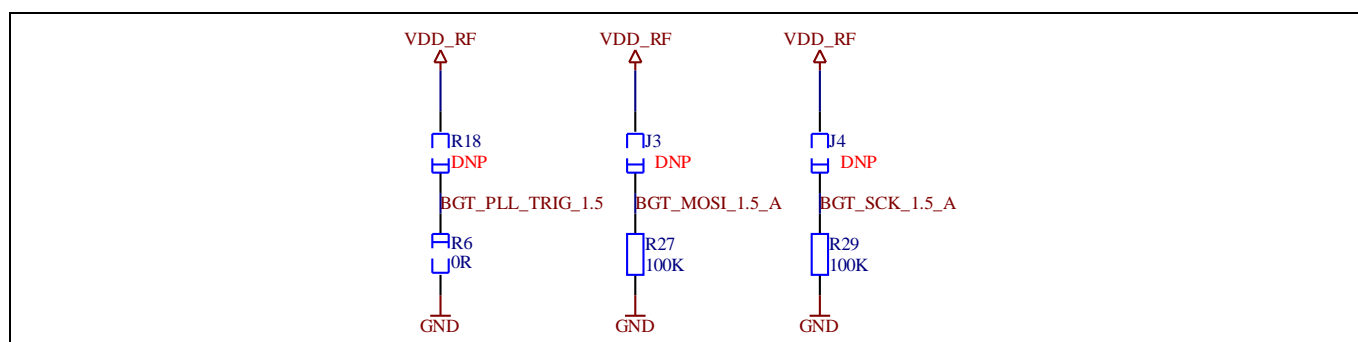 VDD_RF VDD_RF VDD_RF
R18 J3 J4
DNP DNP DNP
BGT_PLL_TRIG_1.5 BGT_MOSI_1.5_A BGT_SCK_1.5_A
R6 R27 R29
0R 100K 100K
GND GND GND